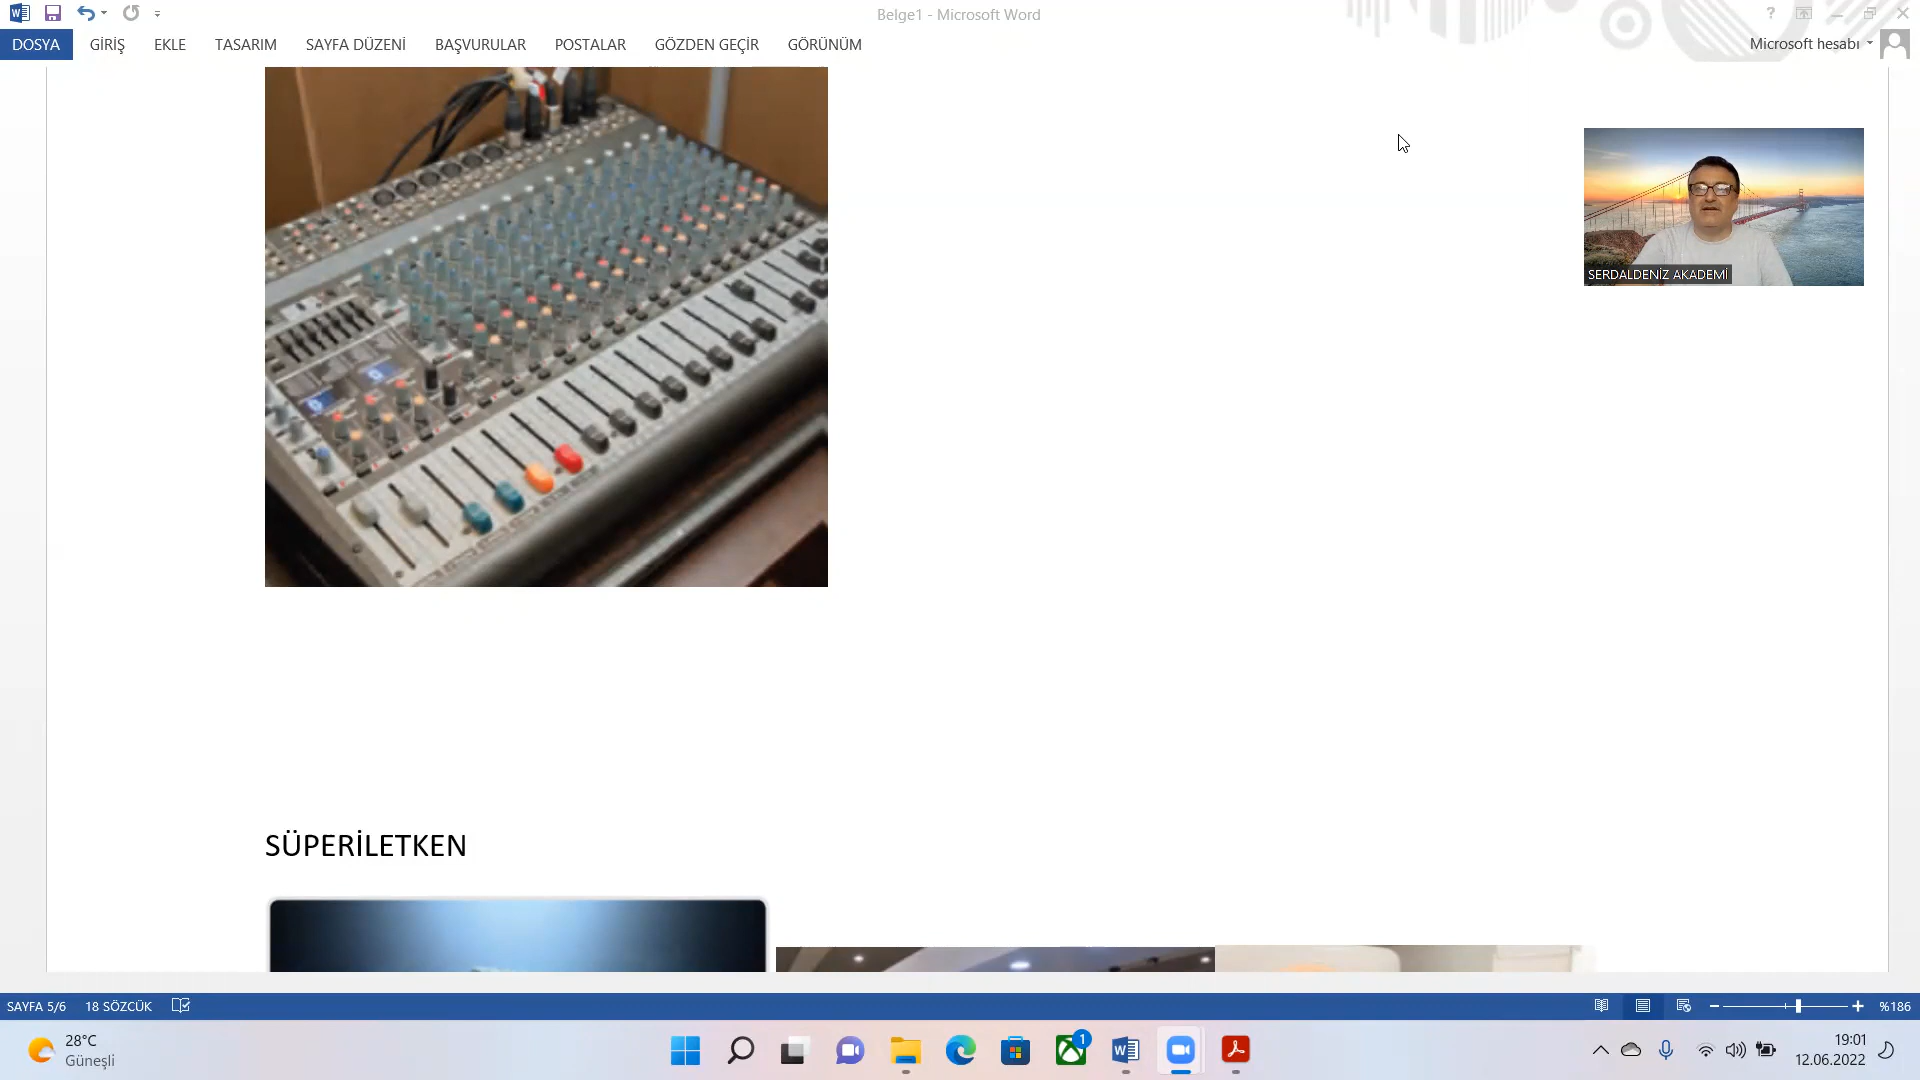 Belge1 - Microsoft Word
DOSYA GİRİŞ EKLE TASARIM SAYFA DÜZENİ BAŞVURULAR POSTALAR GÖZDEN GEÇİR GÖRÜNÜM
Microsoft hesabı
SERDALDENİZ AKADEMİ
SÜPERİLETKEN
SAYFA 5/6 18 SÖZCÜK
%186
28°C
Güneşli
1
19:01
12.06.2022